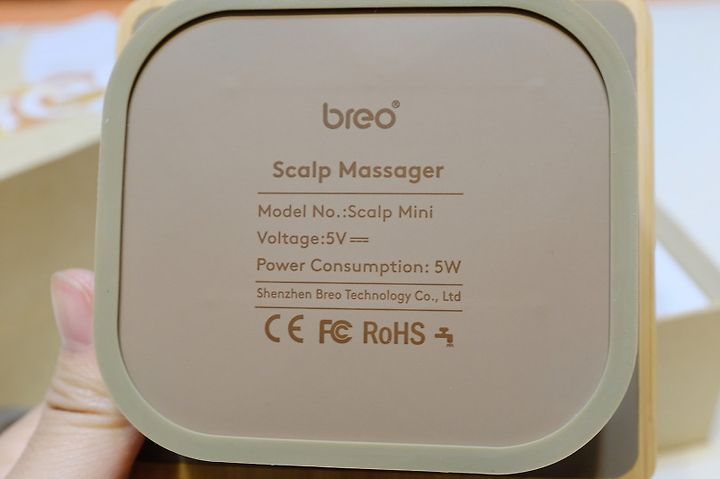 breo®
Scalp Massager
Model No.:Scalp Mini
Voltage:5V⎓
Power Consumption: 5W
Shenzhen Breo Technology Co., Ltd
CE FC RoHS